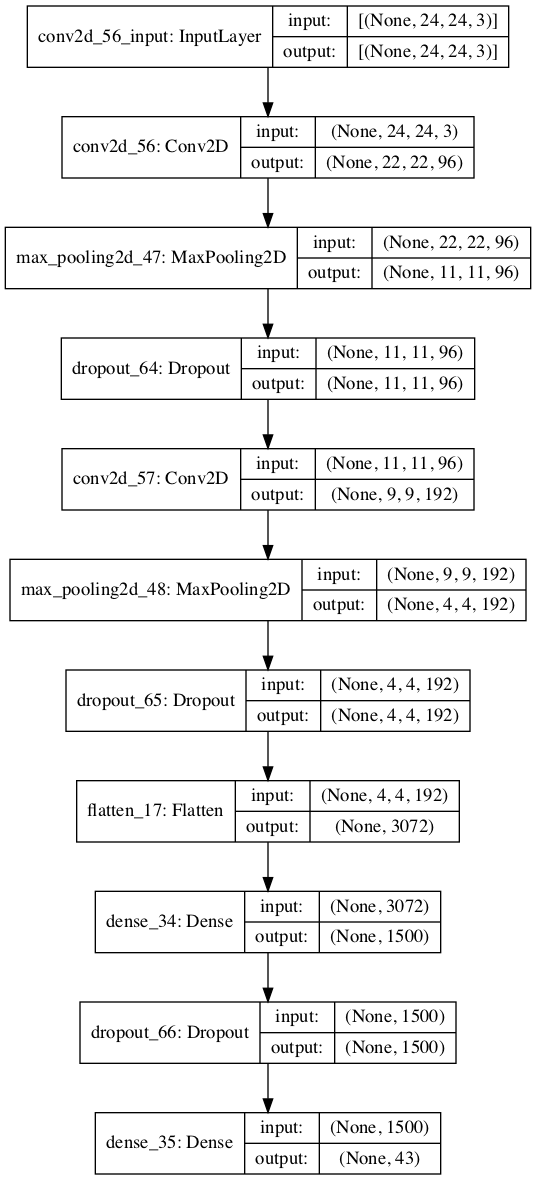 conv2d_56_input: InputLayer
input: [(None, 24, 24, 3)]
output: [(None, 24, 24, 3)]
conv2d_56: Conv2D
input: (None, 24, 24, 3)
output: (None, 22, 22, 96)
max_pooling2d_47: MaxPooling2D
input: (None, 22, 22, 96)
output: (None, 11, 11, 96)
dropout_64: Dropout
input: (None, 11, 11, 96)
output: (None, 11, 11, 96)
conv2d_57: Conv2D
input: (None, 11, 11, 96)
output: (None, 9, 9, 192)
max_pooling2d_48: MaxPooling2D
input: (None, 9, 9, 192)
output: (None, 4, 4, 192)
dropout_65: Dropout
input: (None, 4, 4, 192)
output: (None, 4, 4, 192)
flatten_17: Flatten
input: (None, 4, 4, 192)
output: (None, 3072)
dense_34: Dense
input: (None, 3072)
output: (None, 1500)
dropout_66: Dropout
input: (None, 1500)
output: (None, 1500)
dense_35: Dense
input: (None, 1500)
output: (None, 43)